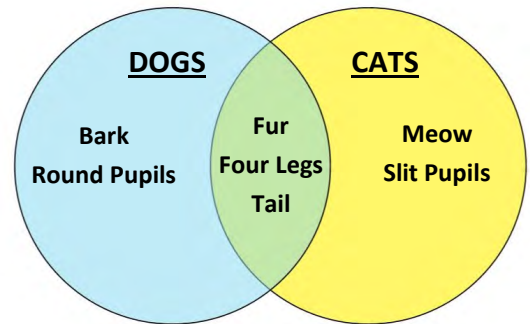 DOGS
CATS
Bark
Round Pupils
Fur
Four Legs
Tail
Meow
Slit Pupils